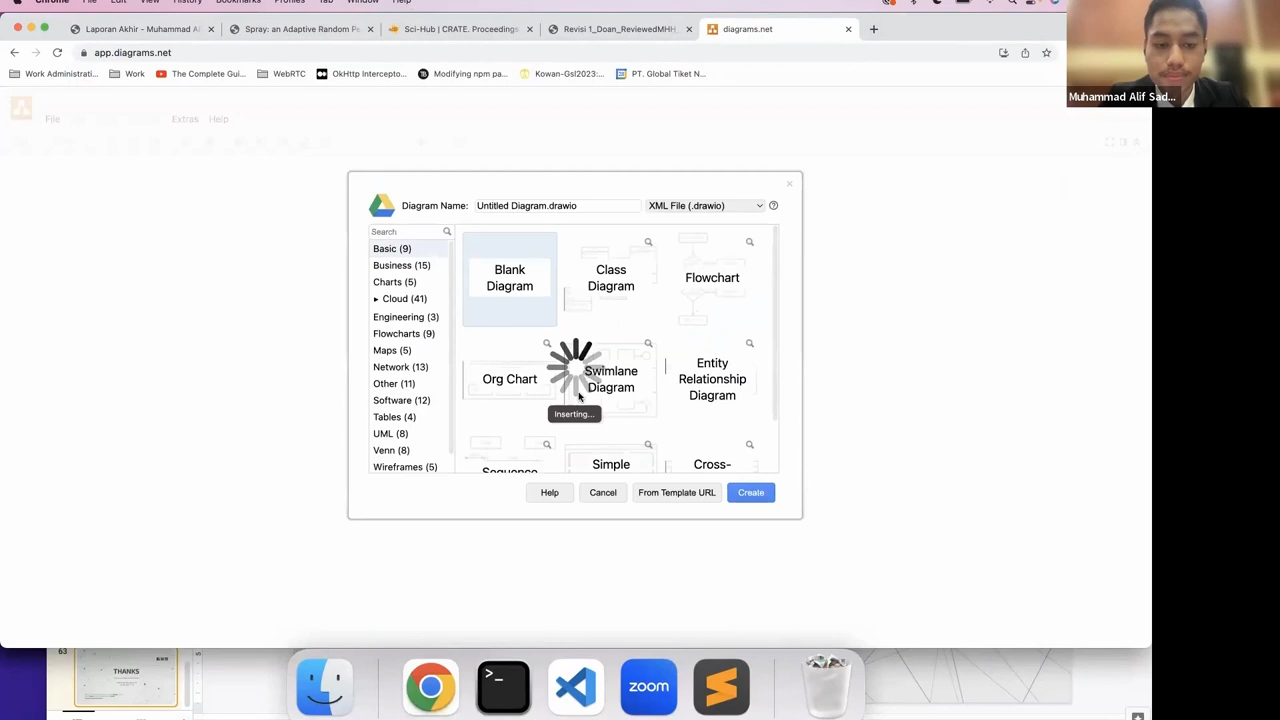 Chrome File Edit View History Bookmarks Profiles Tab Window Help
Laporan Akhir - Muhammad Al
Spray: an Adaptive Random Pe
Sci-Hub | CRATE. Proceedings
Revisi 1_Doan_ReviewedMHH_
diagrams.net
app.diagrams.net
Work Administrati...
Work
The Complete Gui...
WebRTC
OkHttp Intercepto...
Modifying npm pa...
Kowan-Gsl2023:...
PT. Global Tiket N...
Muhammad Alif Sad...
File
Extras
Help
Diagram Name:
Untitled Diagram.drawio
XML File (.drawio)
Search
Basic (9)
Business (15)
Charts (5)
Cloud (41)
Engineering (3)
Flowcharts (9)
Maps (5)
Network (13)
Other (11)
Software (12)
Tables (4)
UML (8)
Venn (8)
Wireframes (5)
Blank
Diagram
Class
Diagram
Flowchart
Org Chart
Swimlane
Diagram
Entity
Relationship
Diagram
Inserting...
Sequence
Simple
Cross-
Help
Cancel
From Template URL
Create
63
THANKS
zoom